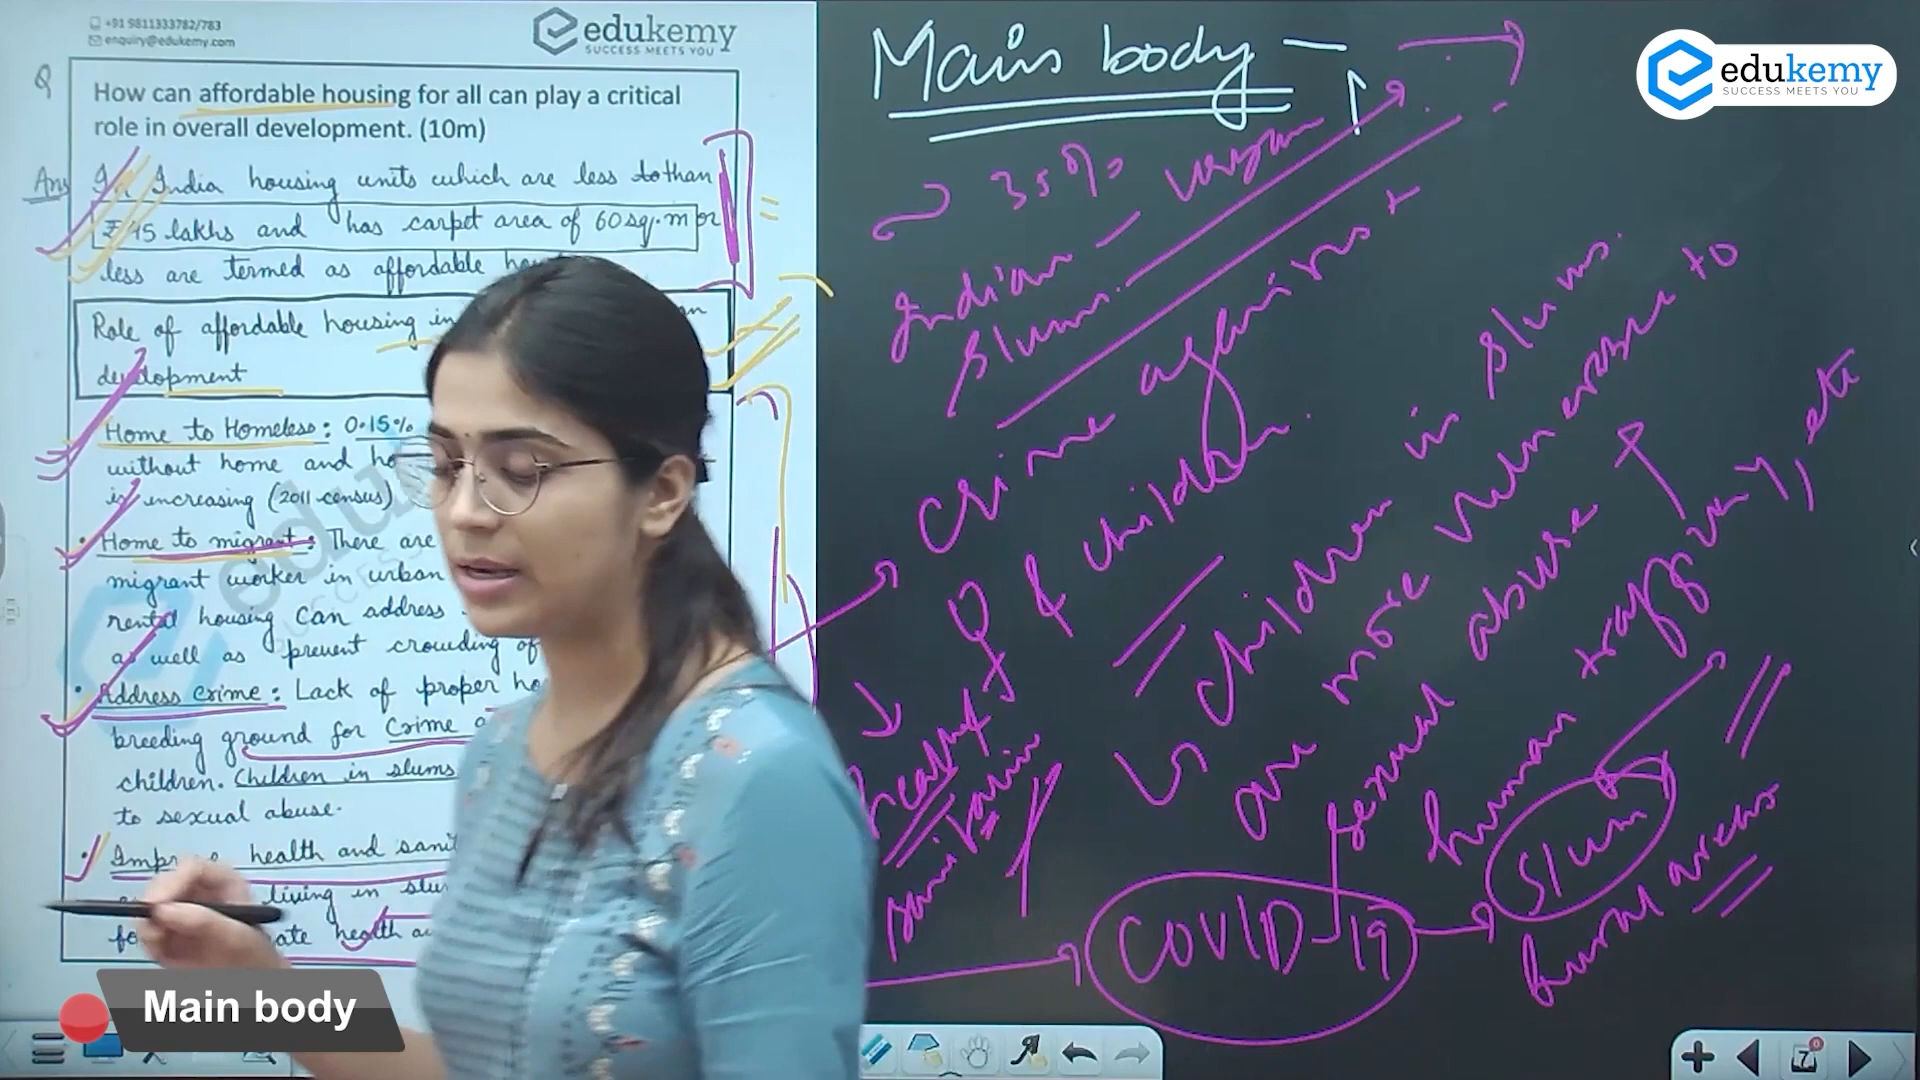 +91 9811333782/783
enquiry@edukemy.com
edukemy
SUCCESS MEETS YOU
Q
How can affordable housing for all can play a critical
role in overall development. (10m)
Ans
In India housing units which are less to than
₹45 lakhs and has carpet area of 60 sq.m or
less are termed as affordable
Role of affordable housing in
development
Home to Homeless: 0.15%
without home and
is increasing (2011 census)
• Home to migrant: There are
migrant worker in urban
rental housing can address
as well as prevent crowding of
• Address crime: Lack of proper
breeding ground for crime
children. Children in slums
to sexual abuse.
health and
living in
health
Main body -
~ 35% urban
Indian -
slums.
crime against
♀ & children.
health &
sanitation
sanitation
↳ children in slums.
are more vulnerable to
sexual abuse ↑
human trafficking, etc
COVID-19 → slum
rural areas
edukemy
SUCCESS MEETS YOU
Main body
7
0